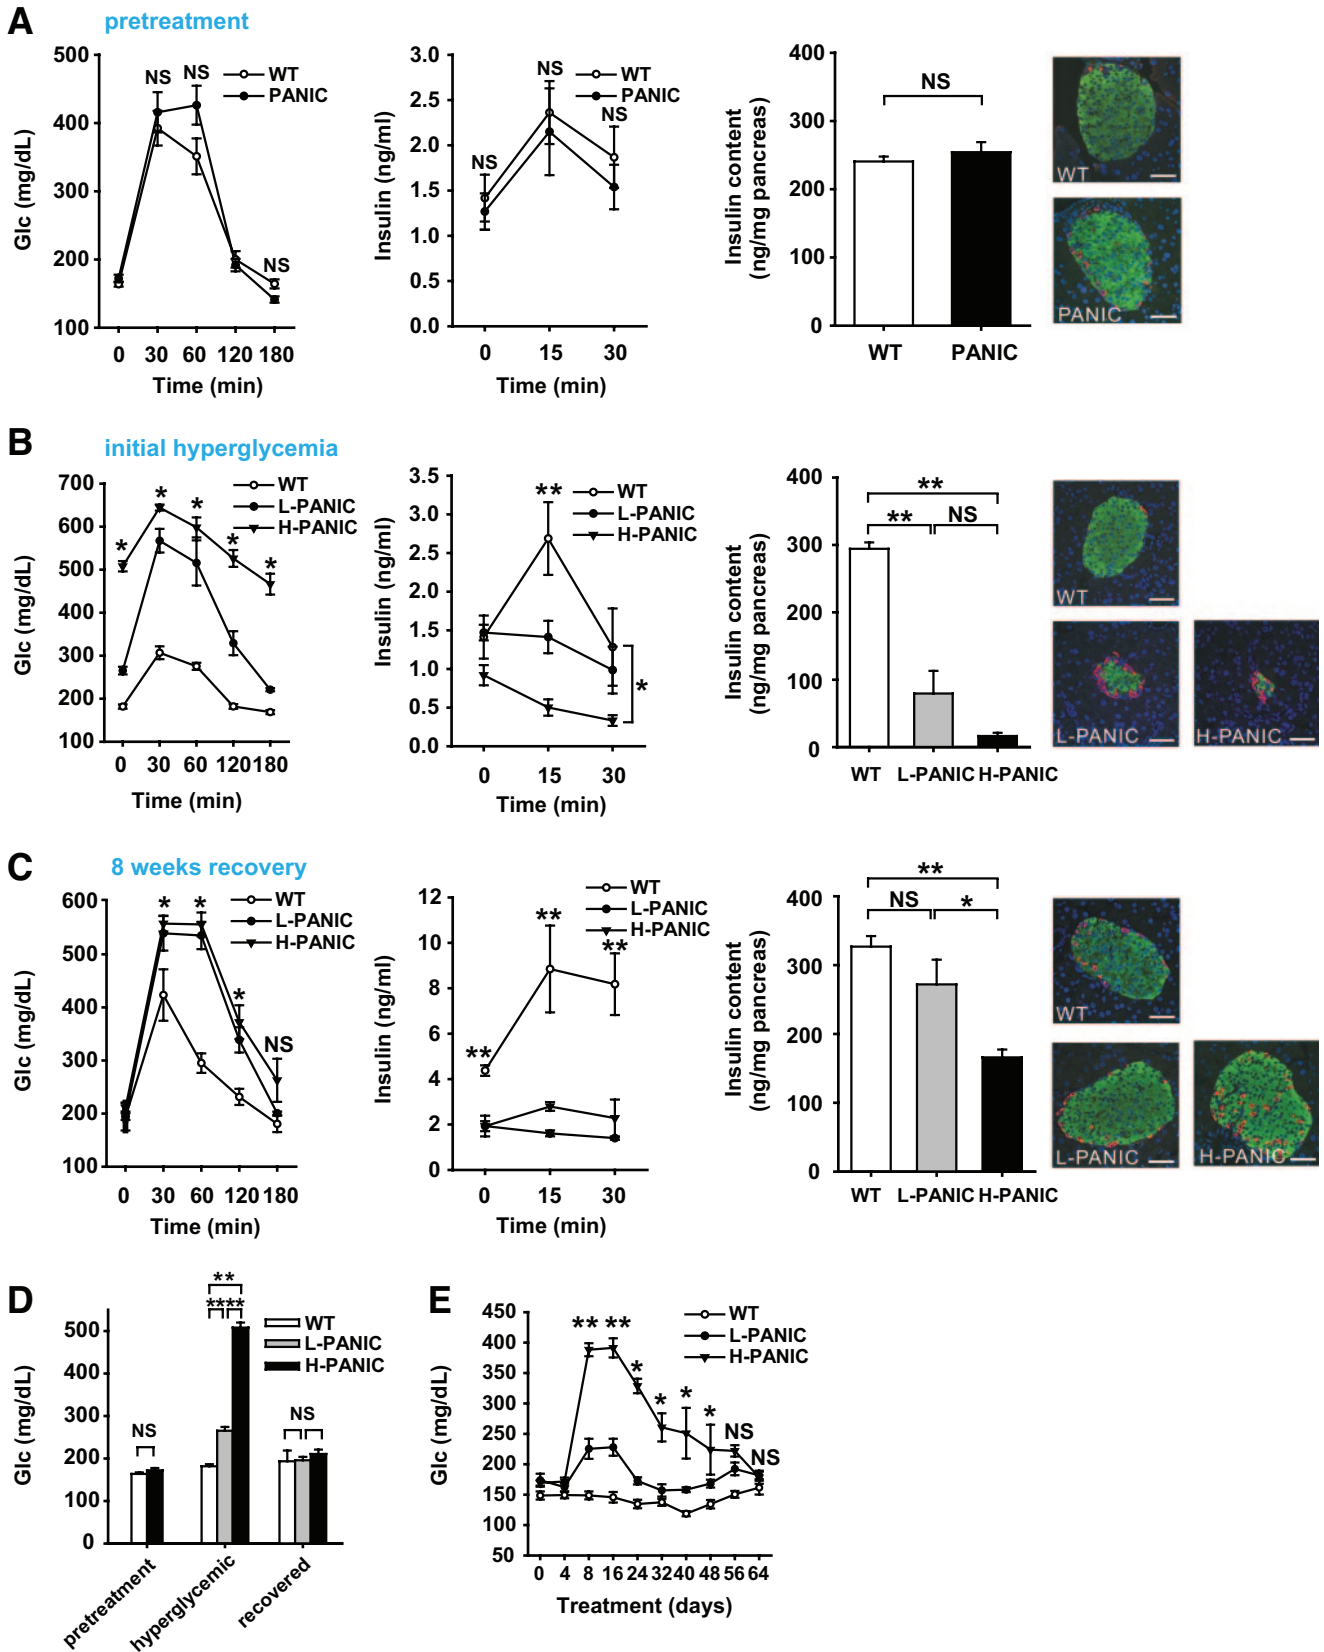 A pretreatment
500
400
300
200
100
Glc (mg/dL)
NS NS
NS
WT
PANIC
0 30 60 120 180
Time (min)
3.0
2.5
2.0
1.5
1.0
0.5
0.0
Insulin (ng/ml)
NS
NS
NS
WT
PANIC
0 15 30
Time (min)
400
300
200
100
0
Insulin content
(ng/mg pancreas)
NS
WT PANIC
WT
PANIC
B initial hyperglycemia
700
600
500
400
300
200
100
Glc (mg/dL)
* * * * *
WT
L-PANIC
H-PANIC
0 30 60 120 180
Time (min)
3.5
3.0
2.5
2.0
1.5
1.0
0.5
0.0
Insulin (ng/ml)
**
*
WT
L-PANIC
H-PANIC
0 15 30
Time (min)
400
300
200
100
0
Insulin content
(ng/mg pancreas)
**
** NS
WT L-PANIC H-PANIC
WT
L-PANIC
H-PANIC
C 8 weeks recovery
600
500
400
300
200
100
Glc (mg/dL)
* *
*
NS
WT
L-PANIC
H-PANIC
0 30 60 120 180
Time (min)
12
10
8
6
4
2
0
Insulin (ng/ml)
**
**
**
WT
L-PANIC
H-PANIC
0 15 30
Time (min)
400
300
200
100
0
Insulin content
(ng/mg pancreas)
**
NS *
WT L-PANIC H-PANIC
WT
L-PANIC
H-PANIC
D
500
400
300
200
100
0
Glc (mg/dL)
**
** **
NS
NS
WT
L-PANIC
H-PANIC
pretreatment
hyperglycemic
recovered
E
450
400
350
300
250
200
150
100
50
Glc (mg/dL)
** **
*
* *
*
NS
NS
WT
L-PANIC
H-PANIC
0 4 8 16 24 32 40 48 56 64
Treatment (days)